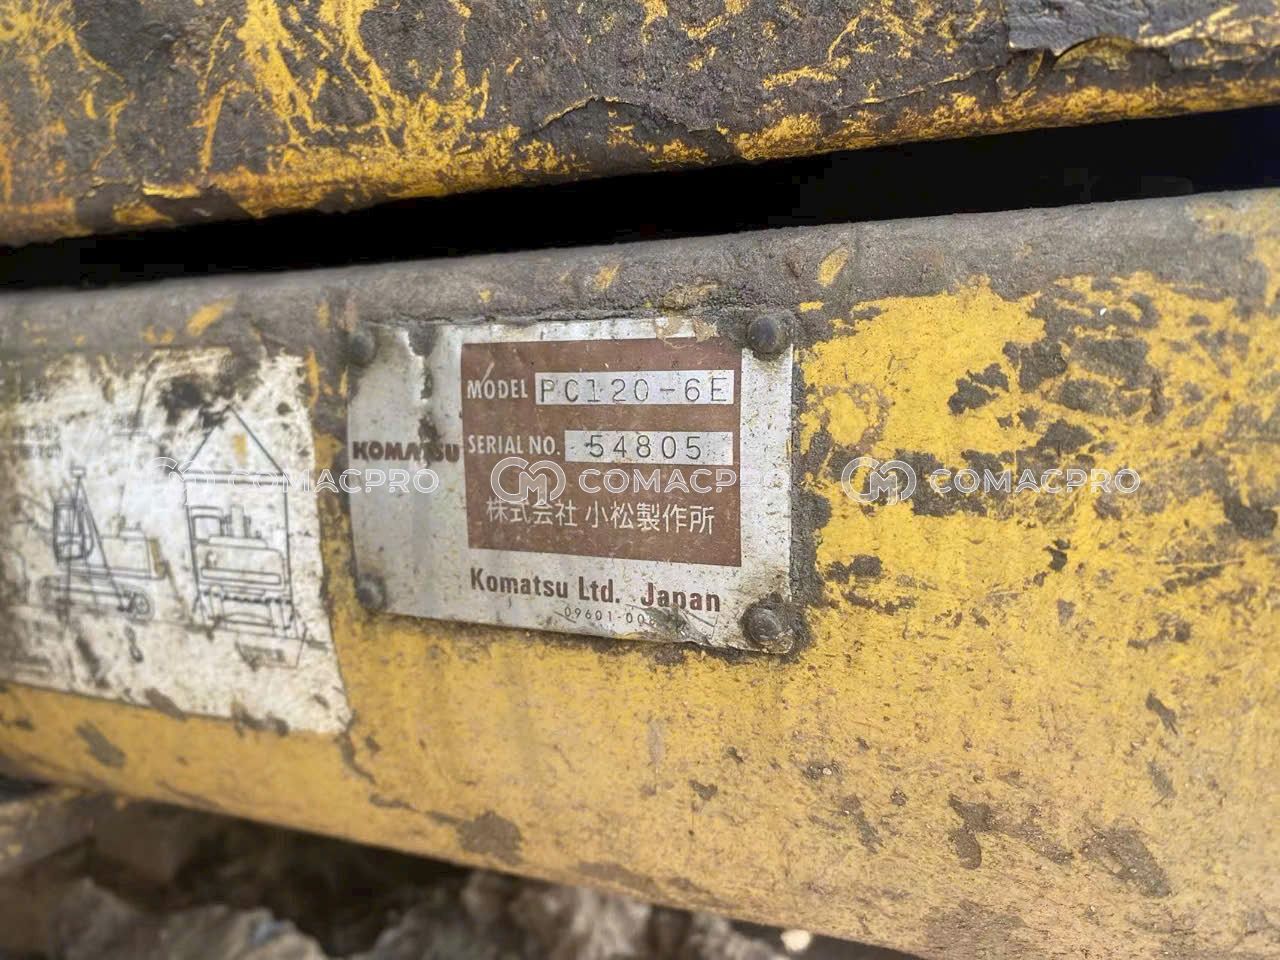 MODEL PC120-6E
KOMATSU
SERIAL NO. 54805
COMACPRO COMACPRO COMACPRO
株式会社 小松製作所
Komatsu Ltd. Japan